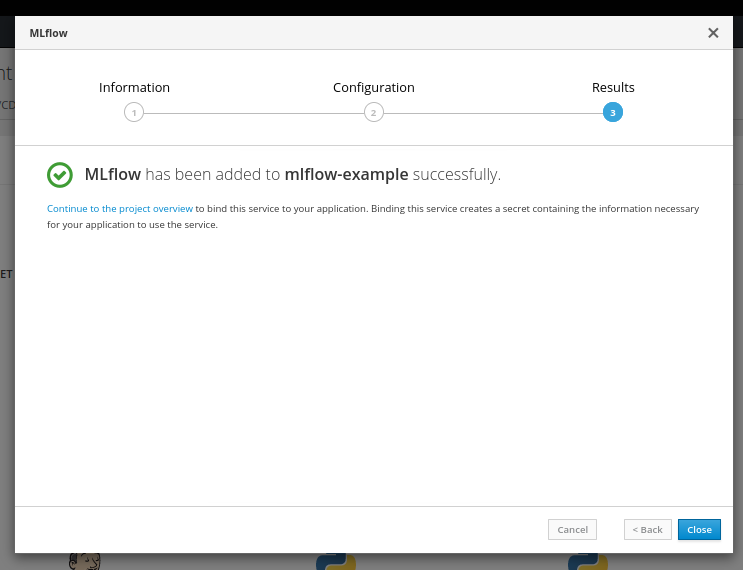 MLflow
nt
Information
Configuration
Results
1
2
3
MLflow has been added to mlflow-example successfully.
Continue to the project overview to bind this service to your application. Binding this service creates a secret containing the information necessary
for your application to use the service.
ET
Cancel
< Back
Close